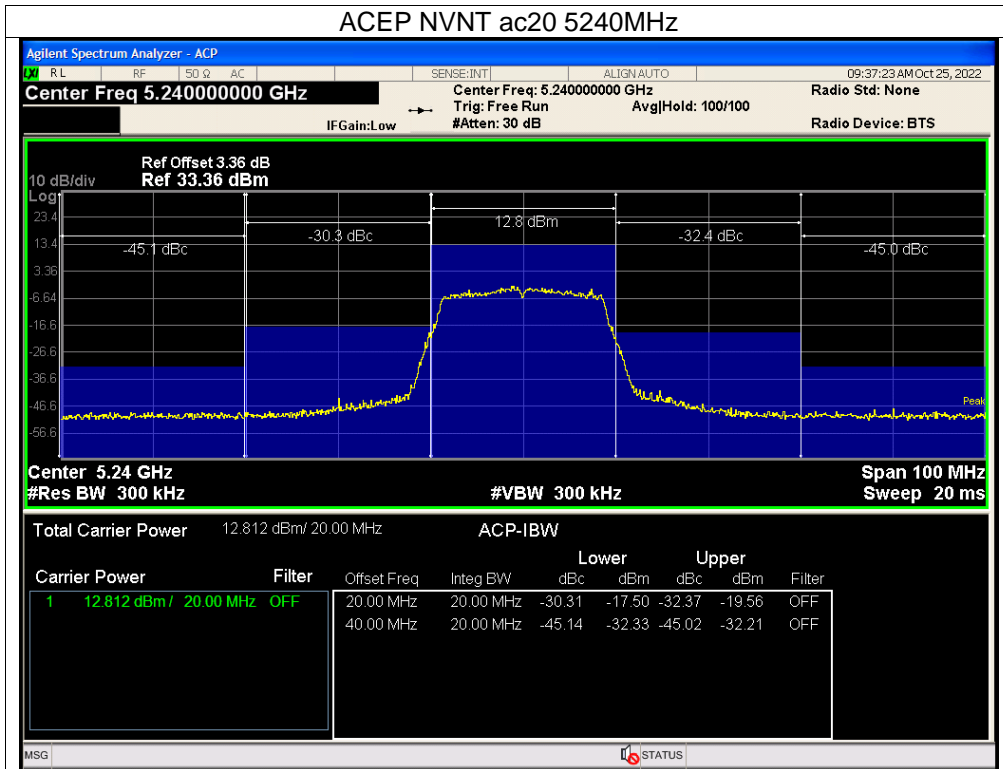 ACEP NVNT ac20 5240MHz
Agilent Spectrum Analyzer - ACP
LXI RL RF 50 Ω AC SENSE:INT ALIGN AUTO 09:37:23 AM Oct 25, 2022
Center Freq 5.240000000 GHz Center Freq: 5.240000000 GHz Radio Std: None
Trig: Free Run Avg|Hold: 100/100
IFGain:Low #Atten: 30 dB Radio Device: BTS
Ref Offset 3.36 dB
10 dB/div Ref 33.36 dBm
Log
23.4
13.4
3.36
-6.64
-16.6
-26.6
-36.6
-46.6
-56.6
-45.1 dBc -30.3 dBc 12.8 dBm -32.4 dBc -45.0 dBc
Peak
Center 5.24 GHz Span 100 MHz
#Res BW 300 kHz #VBW 300 kHz Sweep 20 ms
Total Carrier Power 12.812 dBm/ 20.00 MHz ACP-IBW
Lower Upper
Carrier Power Filter Offset Freq Integ BW dBc dBm dBc dBm Filter
1 12.812 dBm / 20.00 MHz OFF 20.00 MHz 20.00 MHz -30.31 -17.50 -32.37 -19.56 OFF
40.00 MHz 20.00 MHz -45.14 -32.33 -45.02 -32.21 OFF
MSG STATUS